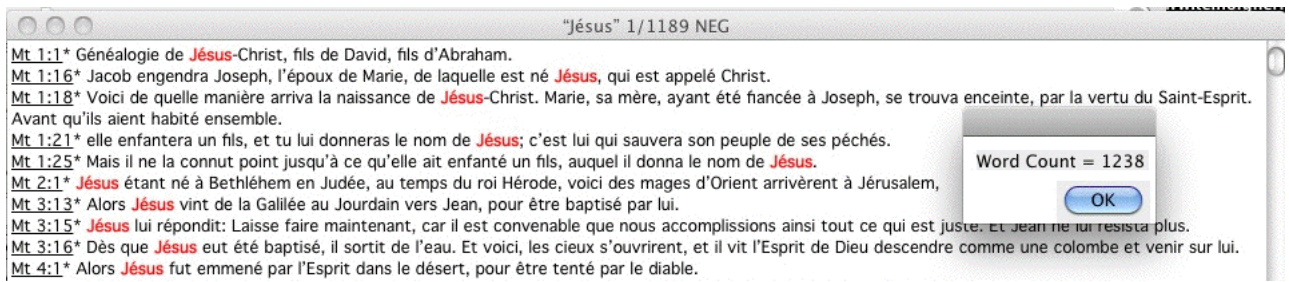 “Jésus” 1/1189 NEG
Mt 1:1* Généalogie de Jésus-Christ, fils de David, fils d’Abraham.
Mt 1:16* Jacob engendra Joseph, l’époux de Marie, de laquelle est né Jésus, qui est appelé Christ.
Mt 1:18* Voici de quelle manière arriva la naissance de Jésus-Christ. Marie, sa mère, ayant été fiancée à Joseph, se trouva enceinte, par la vertu du Saint-Esprit.
Avant qu’ils aient habité ensemble.
Mt 1:21* elle enfantera un fils, et tu lui donneras le nom de Jésus; c’est lui qui sauvera son peuple de ses péchés.
Mt 1:25* Mais il ne la connut point jusqu’à ce qu’elle ait enfanté un fils, auquel il donna le nom de Jésus.
Mt 2:1* Jésus étant né à Bethléhem en Judée, au temps du roi Hérode, voici des mages d’Orient arrivèrent à Jérusalem,
Mt 3:13* Alors Jésus vint de la Galilée au Jourdain vers Jean, pour être baptisé par lui.
Mt 3:15* Jésus lui répondit: Laisse faire maintenant, car il est convenable que nous accomplissions ainsi tout ce qui est juste. Et Jean ne lui résista plus.
Mt 3:16* Dès que Jésus eut été baptisé, il sortit de l’eau. Et voici, les cieux s’ouvrirent, et il vit l’Esprit de Dieu descendre comme une colombe et venir sur lui.
Mt 4:1* Alors Jésus fut emmené par l’Esprit dans le désert, pour être tenté par le diable.
Word Count = 1238
OK